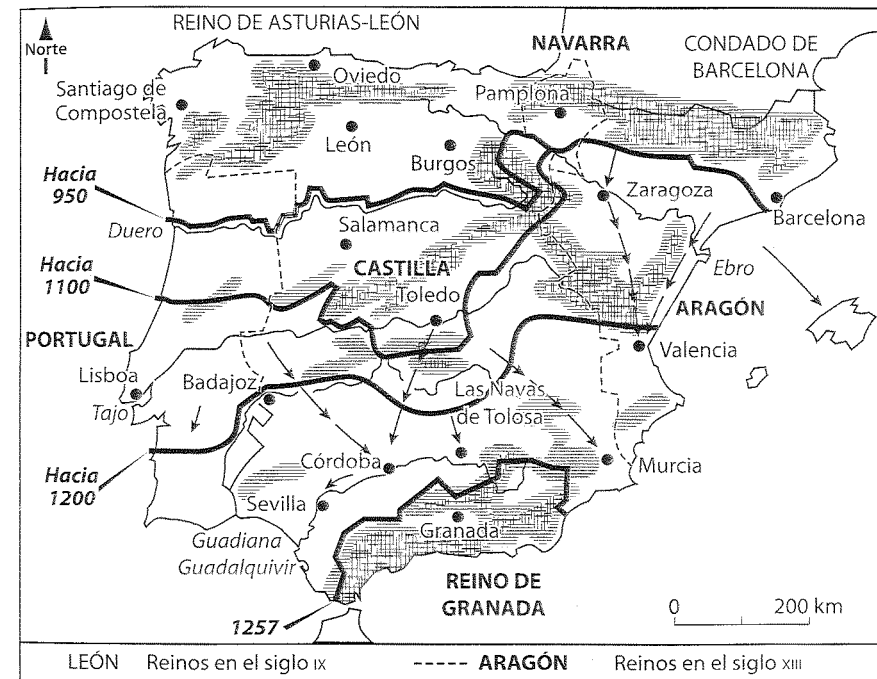 REINO DE ASTURIAS-LEÓN
Norte
NAVARRA
CONDADO DE
BARCELONA
Oviedo
Santiago de
Compostela
Pamplona
León
Burgos
Hacia
950
Zaragoza
Barcelona
Duero
Salamanca
Ebro
Hacia
1100
CASTILLA
Toledo
ARAGÓN
PORTUGAL
Valencia
Lisboa
Badajoz
Tajo
Las Navas
de Tolosa
Hacia
1200
Córdoba
Murcia
Sevilla
Granada
Guadiana
Guadalquivir
REINO DE
GRANADA
1257
0 200 km
LEÓN Reinos en el siglo IX ---- ARAGÓN Reinos en el siglo XIII